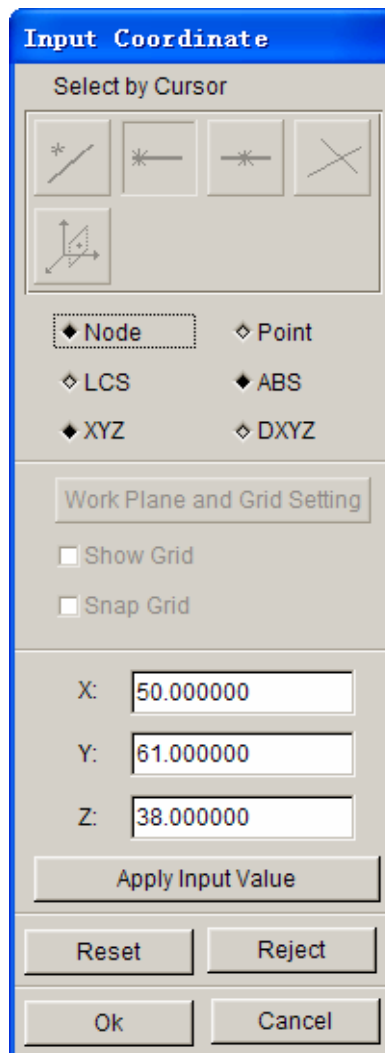 Input Coordinate
Select by Cursor
Node Point
LCS ABS
XYZ DXYZ
Work Plane and Grid Setting
Show Grid
Snap Grid
X: 50.000000
Y: 61.000000
Z: 38.000000
Apply Input Value
Reset Reject
Ok Cancel